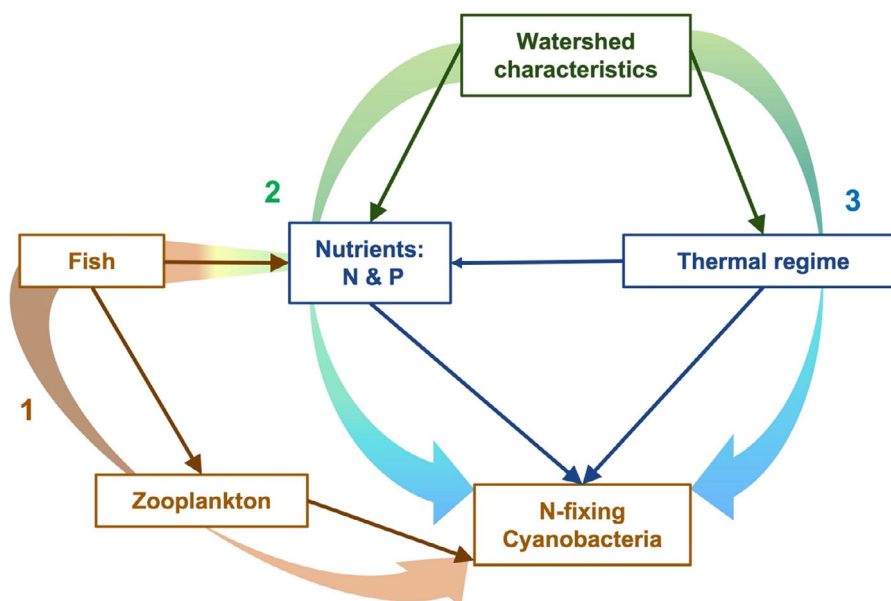 Watershed
characteristics
2
3
Fish
Nutrients:
N & P
Thermal regime
1
Zooplankton
N-fixing
Cyanobacteria